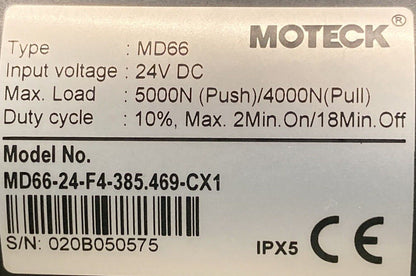 MOTECK®
Type : MD66
Input voltage : 24V DC
Max. Load : 5000N (Push)/4000N(Pull)
Duty cycle : 10%, Max. 2Min.On/18Min.Off
Model No.
MD66-24-F4-385.469-CX1
S/N: 020B050575
IPX5 CE